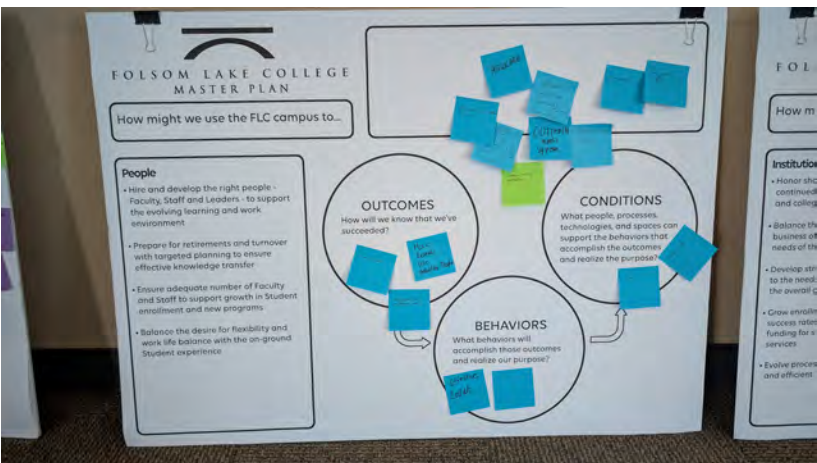 FOLSOM LAKE COLLEGE
MASTER PLAN
How might we use the FLC campus to...
People
• Hire and develop the right people -
Faculty, Staff and Leaders - to support
the evolving learning and work
environment
• Prepare for retirements and turnover
with targeted planning to ensure
effective knowledge transfer
• Ensure adequate number of Faculty
and Staff to support growth in Student
enrollment and new programs
• Balance the desire for flexibility and
work life balance with the on-ground
Student experience
OUTCOMES
How will we know that we've
succeeded?
BEHAVIORS
What behaviors will
accomplish those outcomes
and realize our purpose?
CONDITIONS
What people, processes,
technologies, and spaces can
support the behaviors that
accomplish the outcomes
and realize the purpose?
OUTDOOR
FOL
How m
Institution
• Honor
continued
and colleg
• Balance the
business of
needs of th
• Develop
to the need
the overall g
• Grow
success rates
funding for
services
• Evolve proces
and efficient